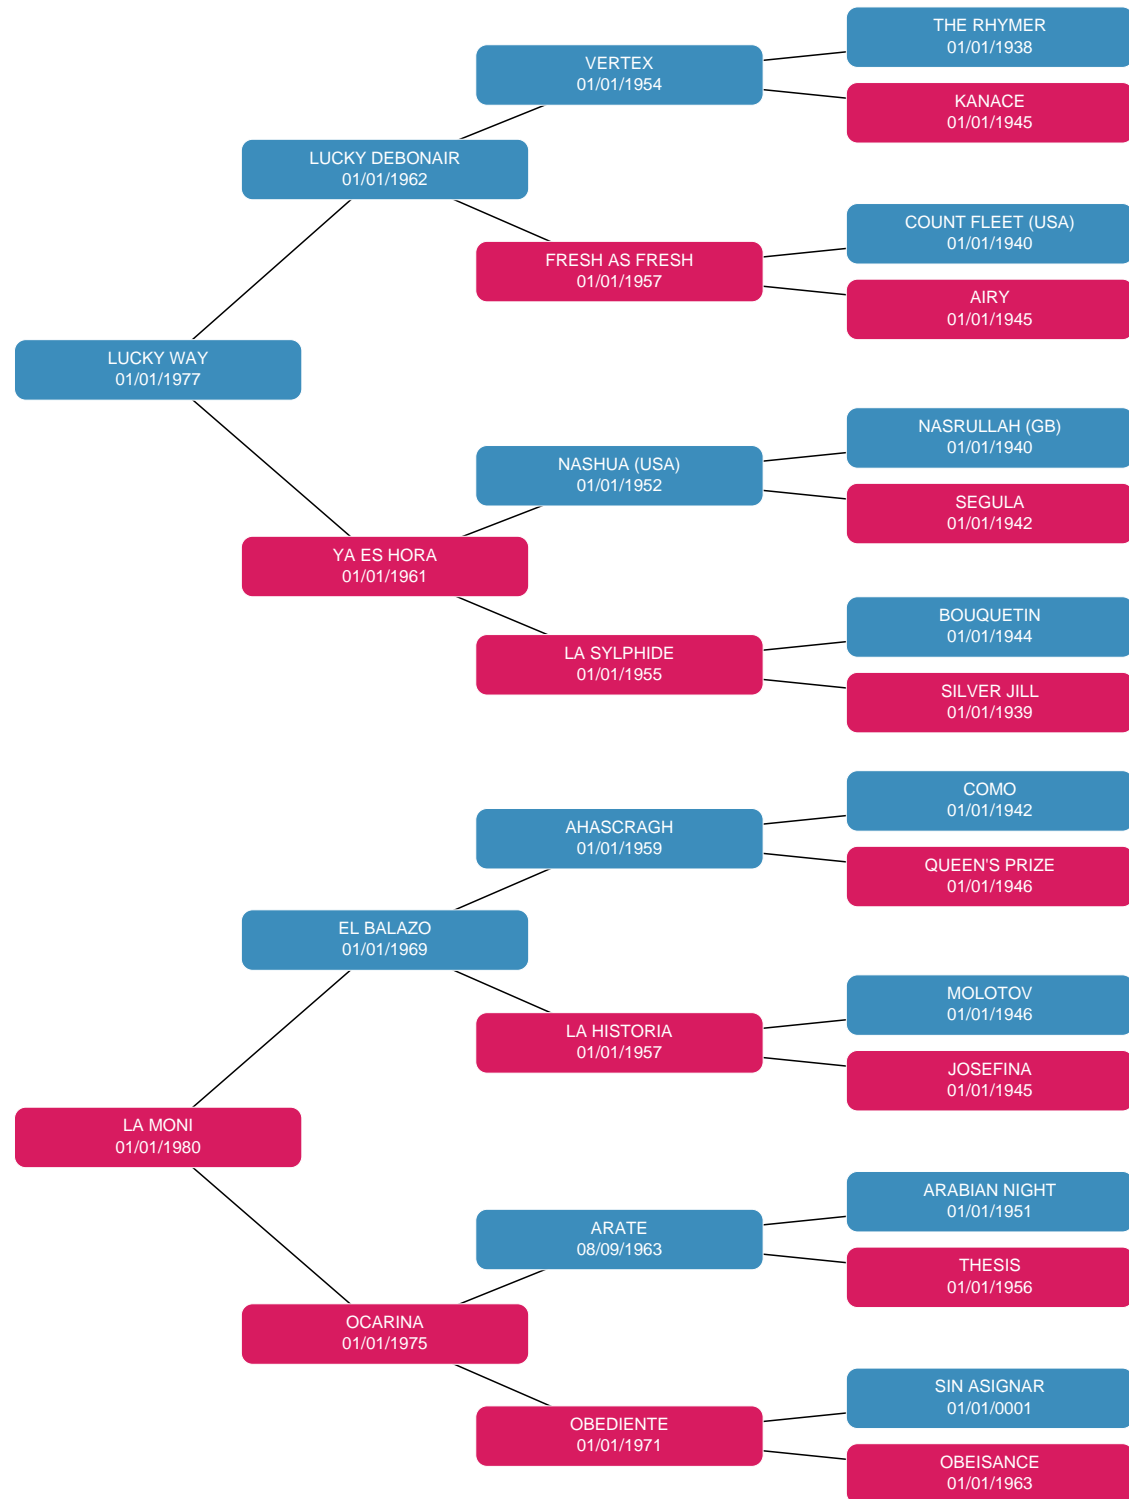 THE RHYMER
01/01/1938
VERTEX
01/01/1954
KANACE
01/01/1945
LUCKY DEBONAIR
01/01/1962
COUNT FLEET (USA)
01/01/1940
FRESH AS FRESH
01/01/1957
AIRY
01/01/1945
LUCKY WAY
01/01/1977
NASRULLAH (GB)
01/01/1940
NASHUA (USA)
01/01/1952
SEGULA
01/01/1942
YA ES HORA
01/01/1961
BOUQUETIN
01/01/1944
LA SYLPHIDE
01/01/1955
SILVER JILL
01/01/1939
COMO
01/01/1942
AHASCRAGH
01/01/1959
QUEEN'S PRIZE
01/01/1946
EL BALAZO
01/01/1969
MOLOTOV
01/01/1946
LA HISTORIA
01/01/1957
JOSEFINA
01/01/1945
LA MONI
01/01/1980
ARABIAN NIGHT
01/01/1951
ARATE
08/09/1963
THESIS
01/01/1956
OCARINA
01/01/1975
SIN ASIGNAR
01/01/0001
OBEDIENTE
01/01/1971
OBEISANCE
01/01/1963